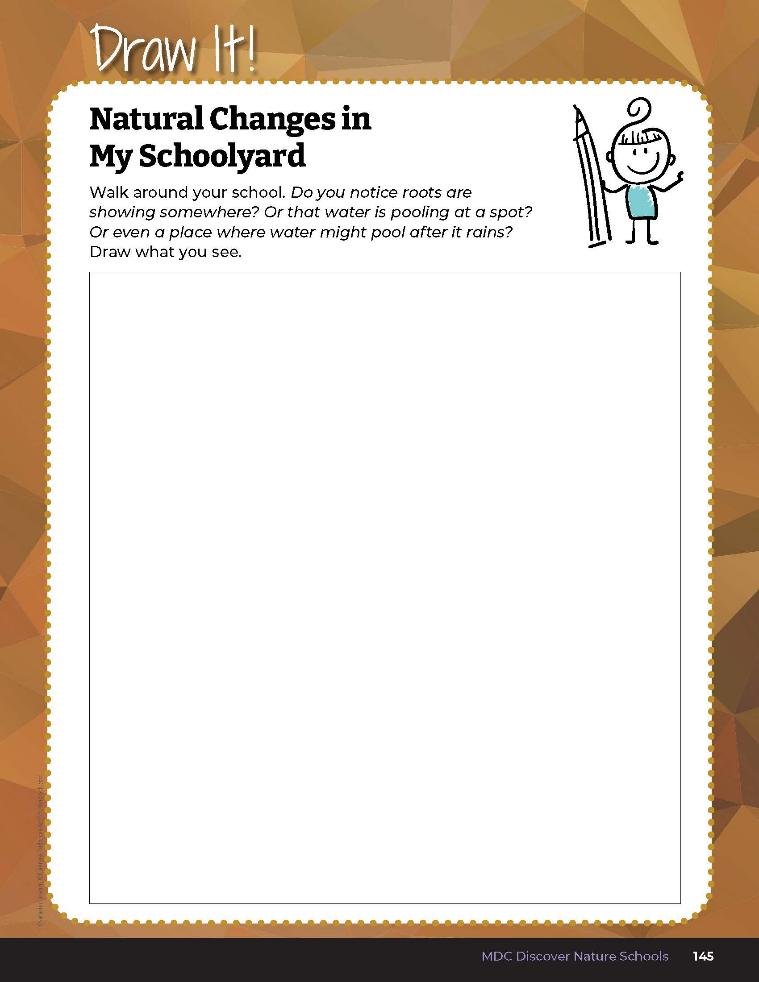 Draw It!
Natural Changes in
My Schoolyard
Walk around your school. Do you notice roots are
showing somewhere? Or that water is pooling at a spot?
Or even a place where water might pool after it rains?
Draw what you see.
MDC Discover Nature Schools 145